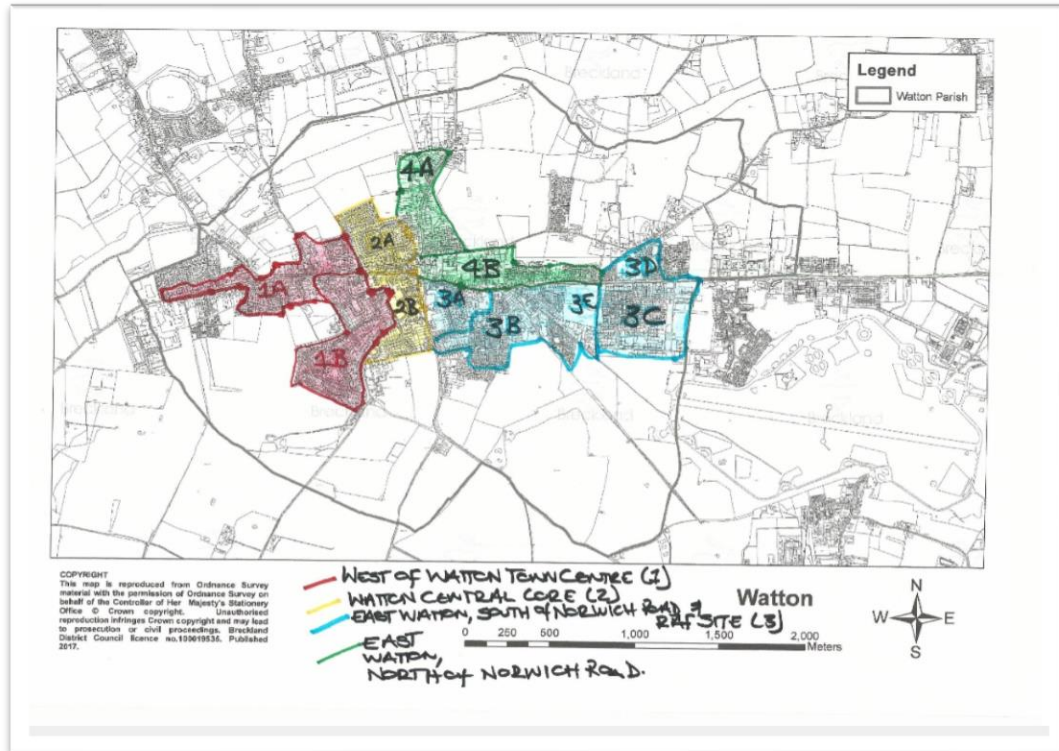 Breckland
Legend
Watton Parish
4A
2A
4B
3D
1A
2B
3A
3E
3B
3C
1B
Breckland
Breckland
COPYRIGHT
This map is reproduced from Ordnance Survey
material with the permission of Ordnance Survey on
behalf of the Controller of Her Majesty's Stationery
Office © Crown copyright. Unauthorised
reproduction infringes Crown copyright and may lead
to prosecution or civil proceedings. Breckland
District Council licence no.100019535. Published
2017.
WEST OF WATTON TOWN CENTRE (1)
WATTON CENTRAL CORE (2)
EAST WATTON, SOUTH of NORWICH ROAD &
RAF SITE (3)
EAST
WATTON,
NORTH of NORWICH ROAD.
Watton
0 250 500 1,000 1,500 2,000
Meters
N
W E
S